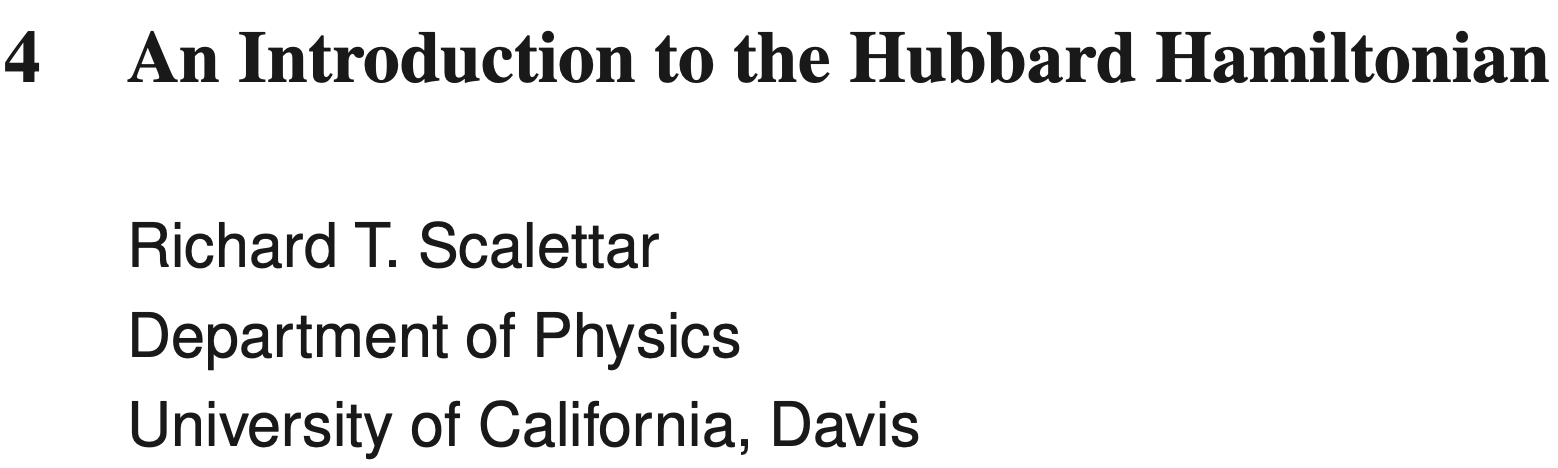 4 An Introduction to the Hubbard Hamiltonian
Richard T. Scalettar
Department of Physics
University of California, Davis